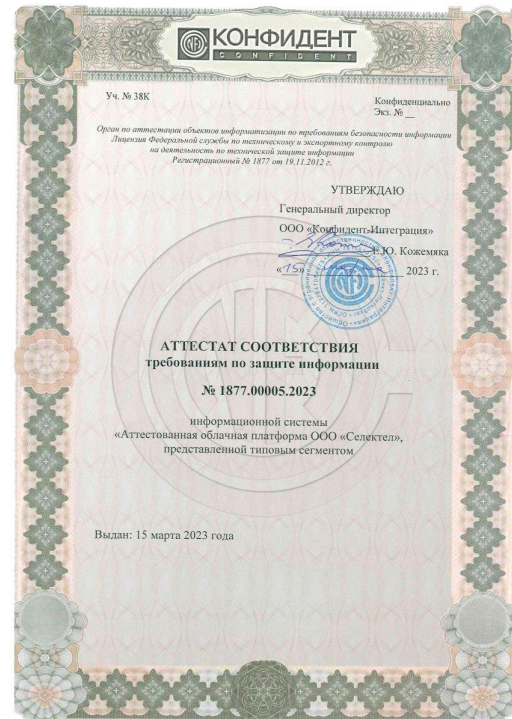 КОНФИДЕНТ
CONFIDENT
Уч. № 38К
Конфиденциально
Экз. № __
Орган по аттестации объектов информатизации по требованиям безопасности информации
Лицензия Федеральной службы по техническому и экспортному контролю
на деятельность по технической защите информации
Регистрационный № 1877 от 19.11.2012 г.
УТВЕРЖДАЮ
Генеральный директор
ООО «Конфидент-Интеграция»
Е.Ю. Кожемяка
«15» 2023 г.
АТТЕСТАТ СООТВЕТСТВИЯ
требованиям по защите информации
№ 1877.00005.2023
информационной системы
«Аттестованная облачная платформа ООО «Селектел»,
представленной типовым сегментом
Выдан: 15 марта 2023 года